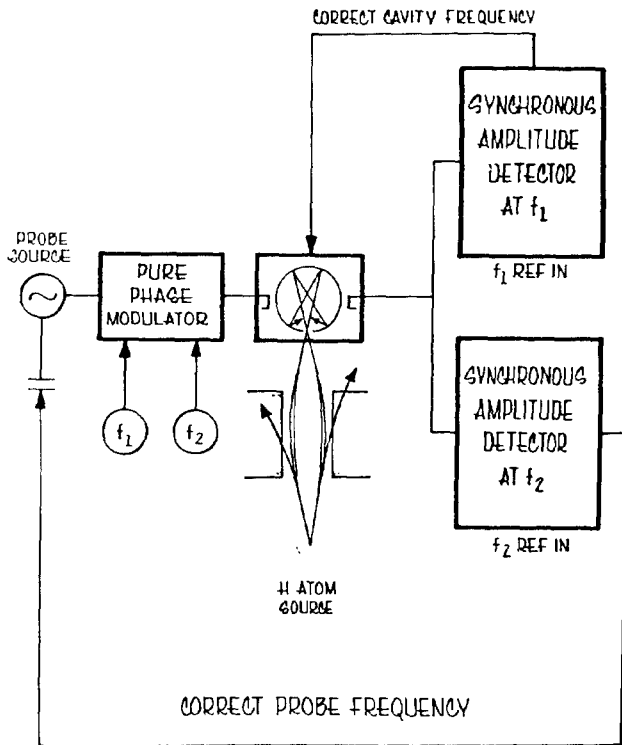 CORRECT CAVITY FREQUENCY
SYNCHRONOUS
AMPLITUDE
DETECTOR
AT f1
f1 REF IN
PROBE
SOURCE
PURE
PHASE
MODULATOR
f1
f2
SYNCHRONOUS
AMPLITUDE
DETECTOR
AT f2
f2 REF IN
H ATOM
SOURCE
CORRECT PROBE FREQUENCY